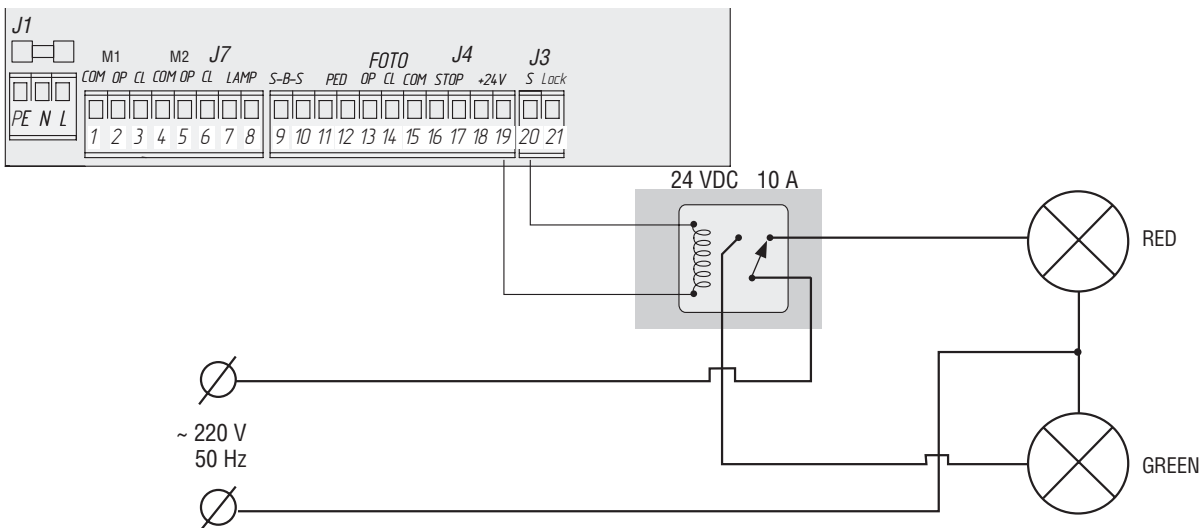 J1
M1 M2 J7 FOTO J4 J3
COM OP CL COM OP CL LAMP S-B-S PED OP CL COM STOP +24V S Lock
PE N L
1 2 3 4 5 6 7 8 9 10 11 12 13 14 15 16 17 18 19 20 21
24 VDC 10 A
RED
~ 220 V
50 Hz
GREEN